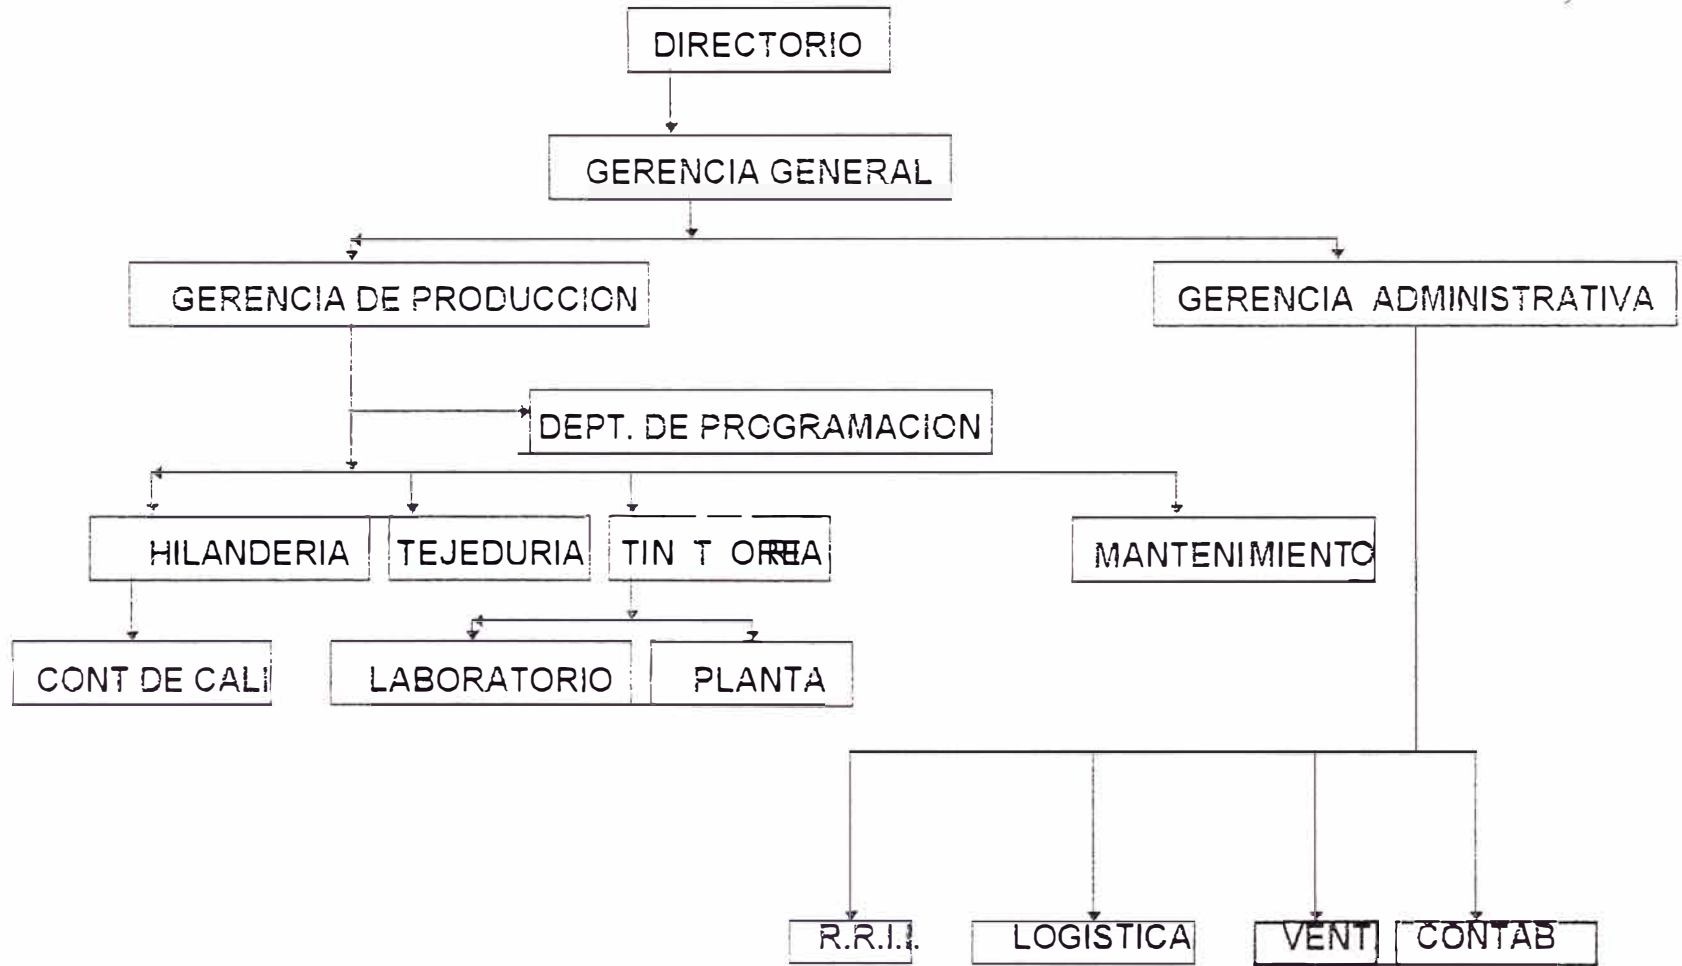 DIRECTORIO
GERENCIA GENERAL
GERENCIA DE PRODUCCION
GERENCIA ADMINISTRATIVA
DEPT. DE PROGRAMACION
HILANDERIA
TEJEDURIA
TINTORERIA
MANTENIMIENTO
CONT DE CALI
LABORATORIO
PLANTA
R.R.I.I.
LOGISTICA
VENT
CONTAB